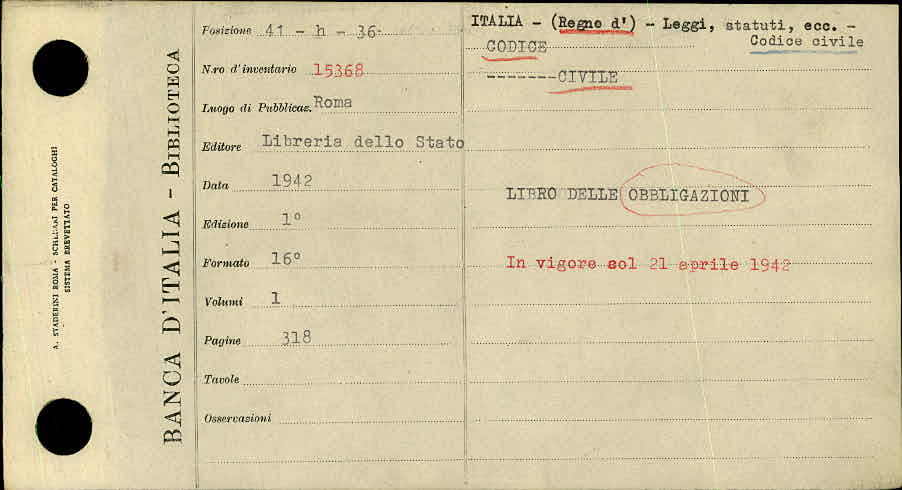 A. STADERINI ROMA - SCHEDARI PER CATALOGHI
SISTEMA BREVETTATO
BANCA D'ITALIA - BIBLIOTECA
Posizione 41 - h - 36-
N.ro d'inventario 15368
Luogo di Pubblicaz. Roma
Editore Libreria dello Stato
Data 1942
Edizione 1°
Formato 16°
Volumi 1
Pagine 318
Tavole
Osservazioni
ITALIA - (Regno d') - Leggi, statuti, ecc. -
Codice civile
CODICE
-------CIVILE
LIBRO DELLE OBBLIGAZIONI
In vigore col 21 aprile 1942